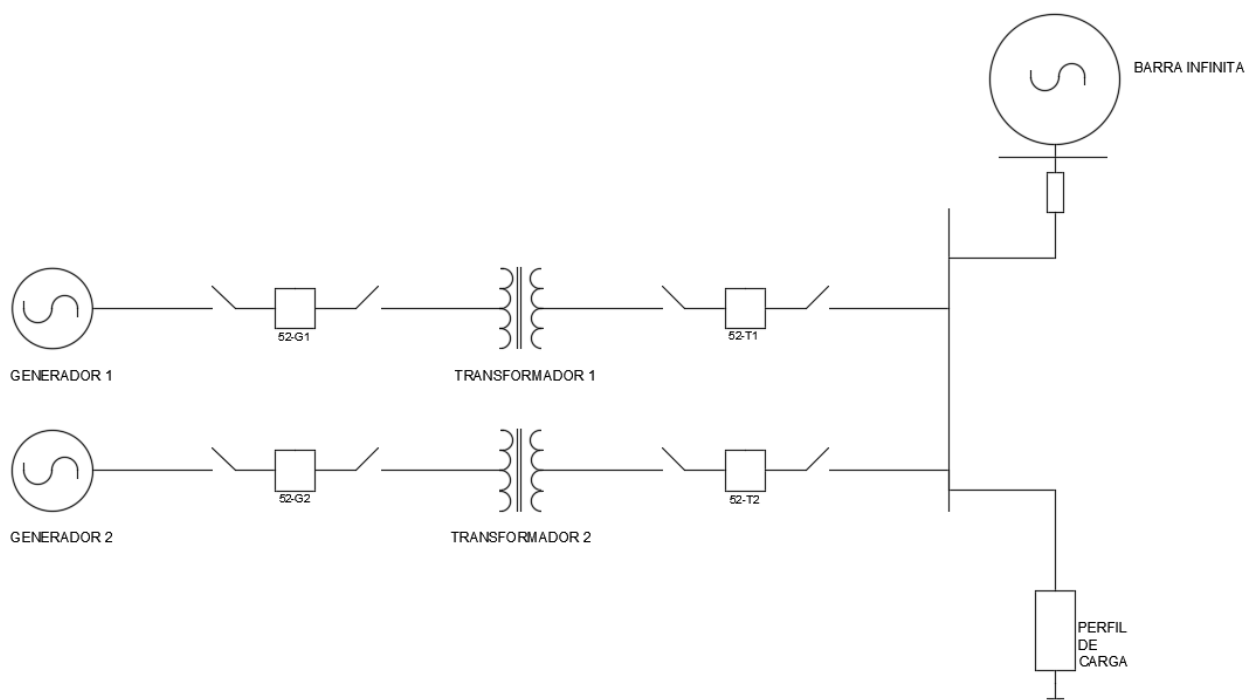 BARRA INFINITA
52-G1
52-T1
GENERADOR 1
TRANSFORMADOR 1
52-G2
52-T2
GENERADOR 2
TRANSFORMADOR 2
PERFIL
DE
CARGA